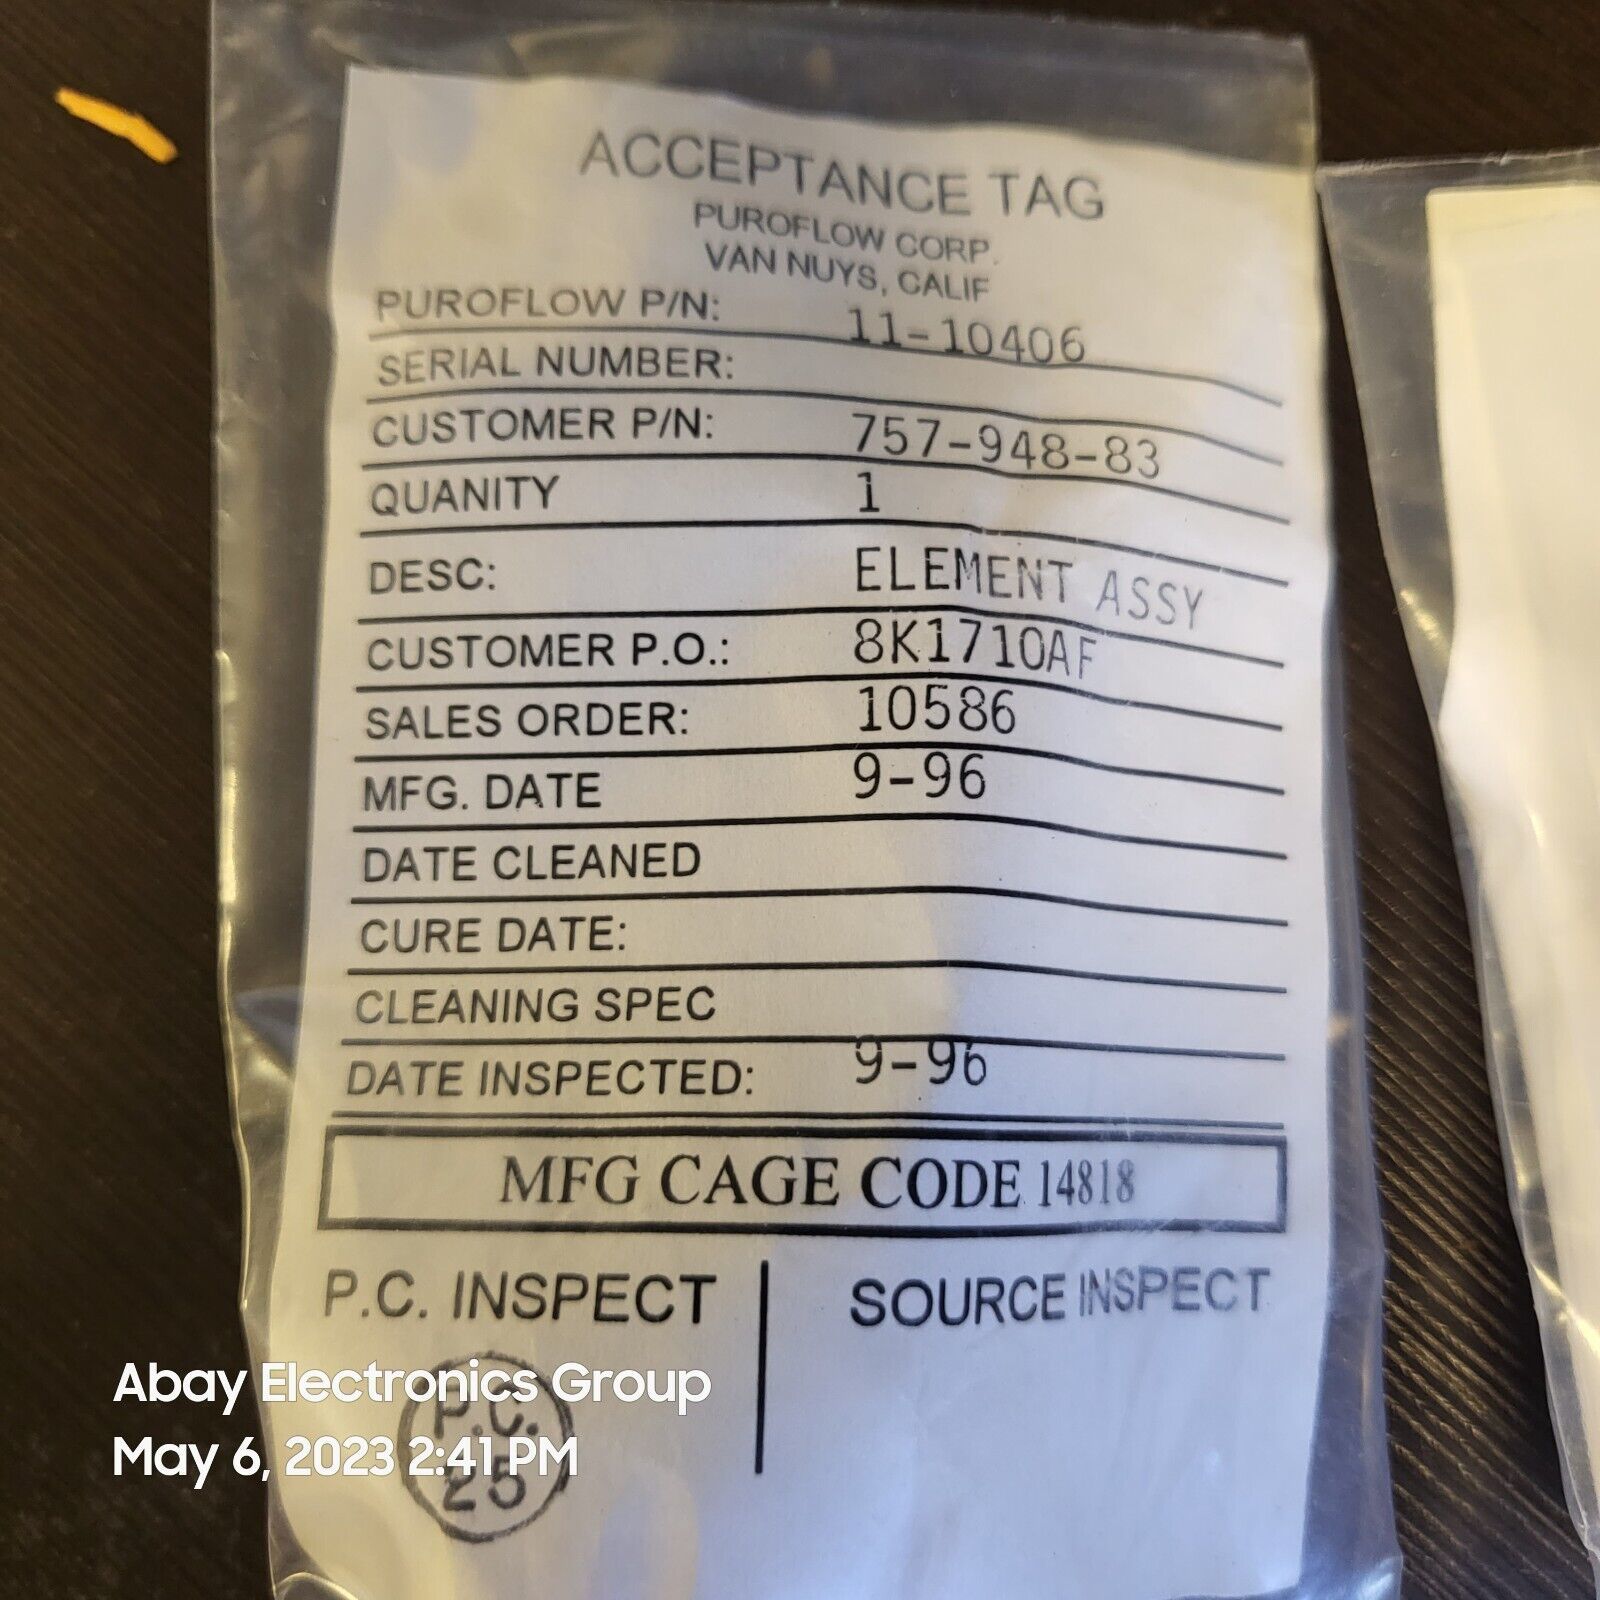 ACCEPTANCE TAG
PUROFLOW CORP.
VAN NUYS, CALIF
PUROFLOW P/N: 11-10406
SERIAL NUMBER:
CUSTOMER P/N: 757-948-83
QUANITY 1
DESC: ELEMENT ASSY
CUSTOMER P.O.: 8K1710AF
SALES ORDER: 10586
MFG. DATE 9-96
DATE CLEANED
CURE DATE:
CLEANING SPEC
DATE INSPECTED: 9-96
MFG CAGE CODE 14818
P.C. INSPECT SOURCE INSPECT
P.C.
25
Abay Electronics Group
May 6, 2023 2:41 PM